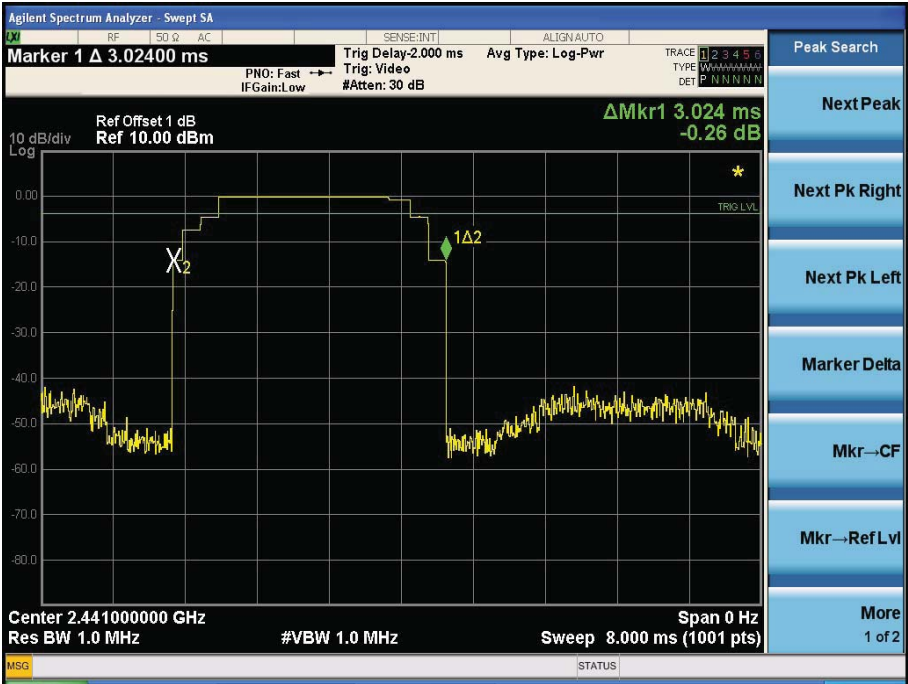 Agilent Spectrum Analyzer - Swept SA
LXI RF 50 Ω AC SENSE:INT ALIGN AUTO
Marker 1 Δ 3.02400 ms
PNO: Fast
IFGain:Low
Trig Delay-2.000 ms
Trig: Video
#Atten: 30 dB
Avg Type: Log-Pwr
TRACE 1 2 3 4 5 6
TYPE WWWWWWW
DET P N N N N N
ΔMkr1 3.024 ms
-0.26 dB
Ref Offset 1 dB
10 dB/div Ref 10.00 dBm
Log
0.00
-10.0
-20.0
-30.0
-40.0
-50.0
-60.0
-70.0
-80.0
TRIG LVL
1Δ2
X2
Center 2.441000000 GHz
Span 0 Hz
Res BW 1.0 MHz
#VBW 1.0 MHz
Sweep 8.000 ms (1001 pts)
MSG
STATUS
Peak Search
Next Peak
Next Pk Right
Next Pk Left
Marker Delta
Mkr→CF
Mkr→Ref Lvl
More
1 of 2